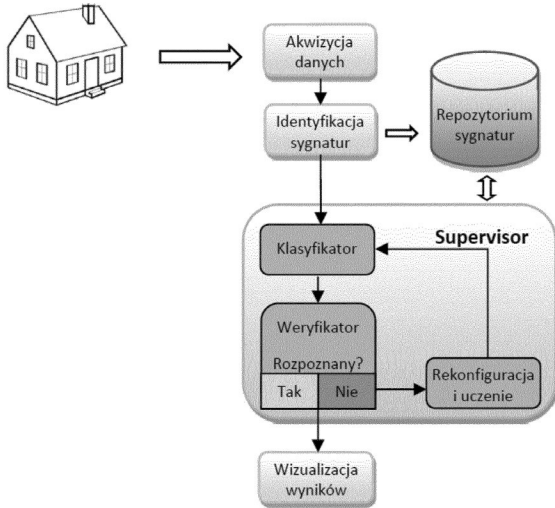 Akwizycja
danych
Identyfikacja
sygnatur
Repozytorium
sygnatur
Supervisor
Klasyfikator
Weryfikator
Rozpoznany?
Tak
Nie
Rekonfiguracja
i uczenie
Wizualizacja
wyników